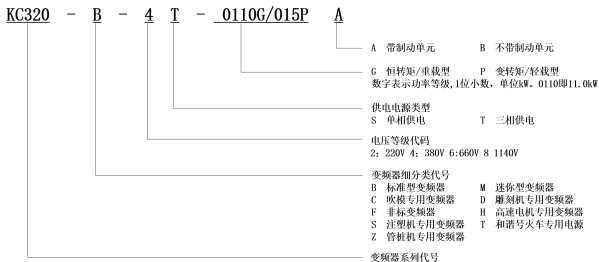 KC320 - B - 4 T - 0110G/015P A
A 带制动单元 B 不带制动单元
G 恒转矩/重载型 P 变转矩/轻载型
数字表示功率等级,1位小数，单位kW。0110即11.0kW
供电电源类型
S 单相供电 T 三相供电
电压等级代码
2：220V 4；380V 6:660V 8 1140V
变频器细分类代号
B 标准型变频器 M 迷你型变频器
C 吹模专用变频器 D 雕刻机专用变频器
F 非标变频器 H 高速电机专用变频器
S 注塑机专用变频器 T 和谐号火车专用电源
Z 管桩机专用变频器
变频器系列代号